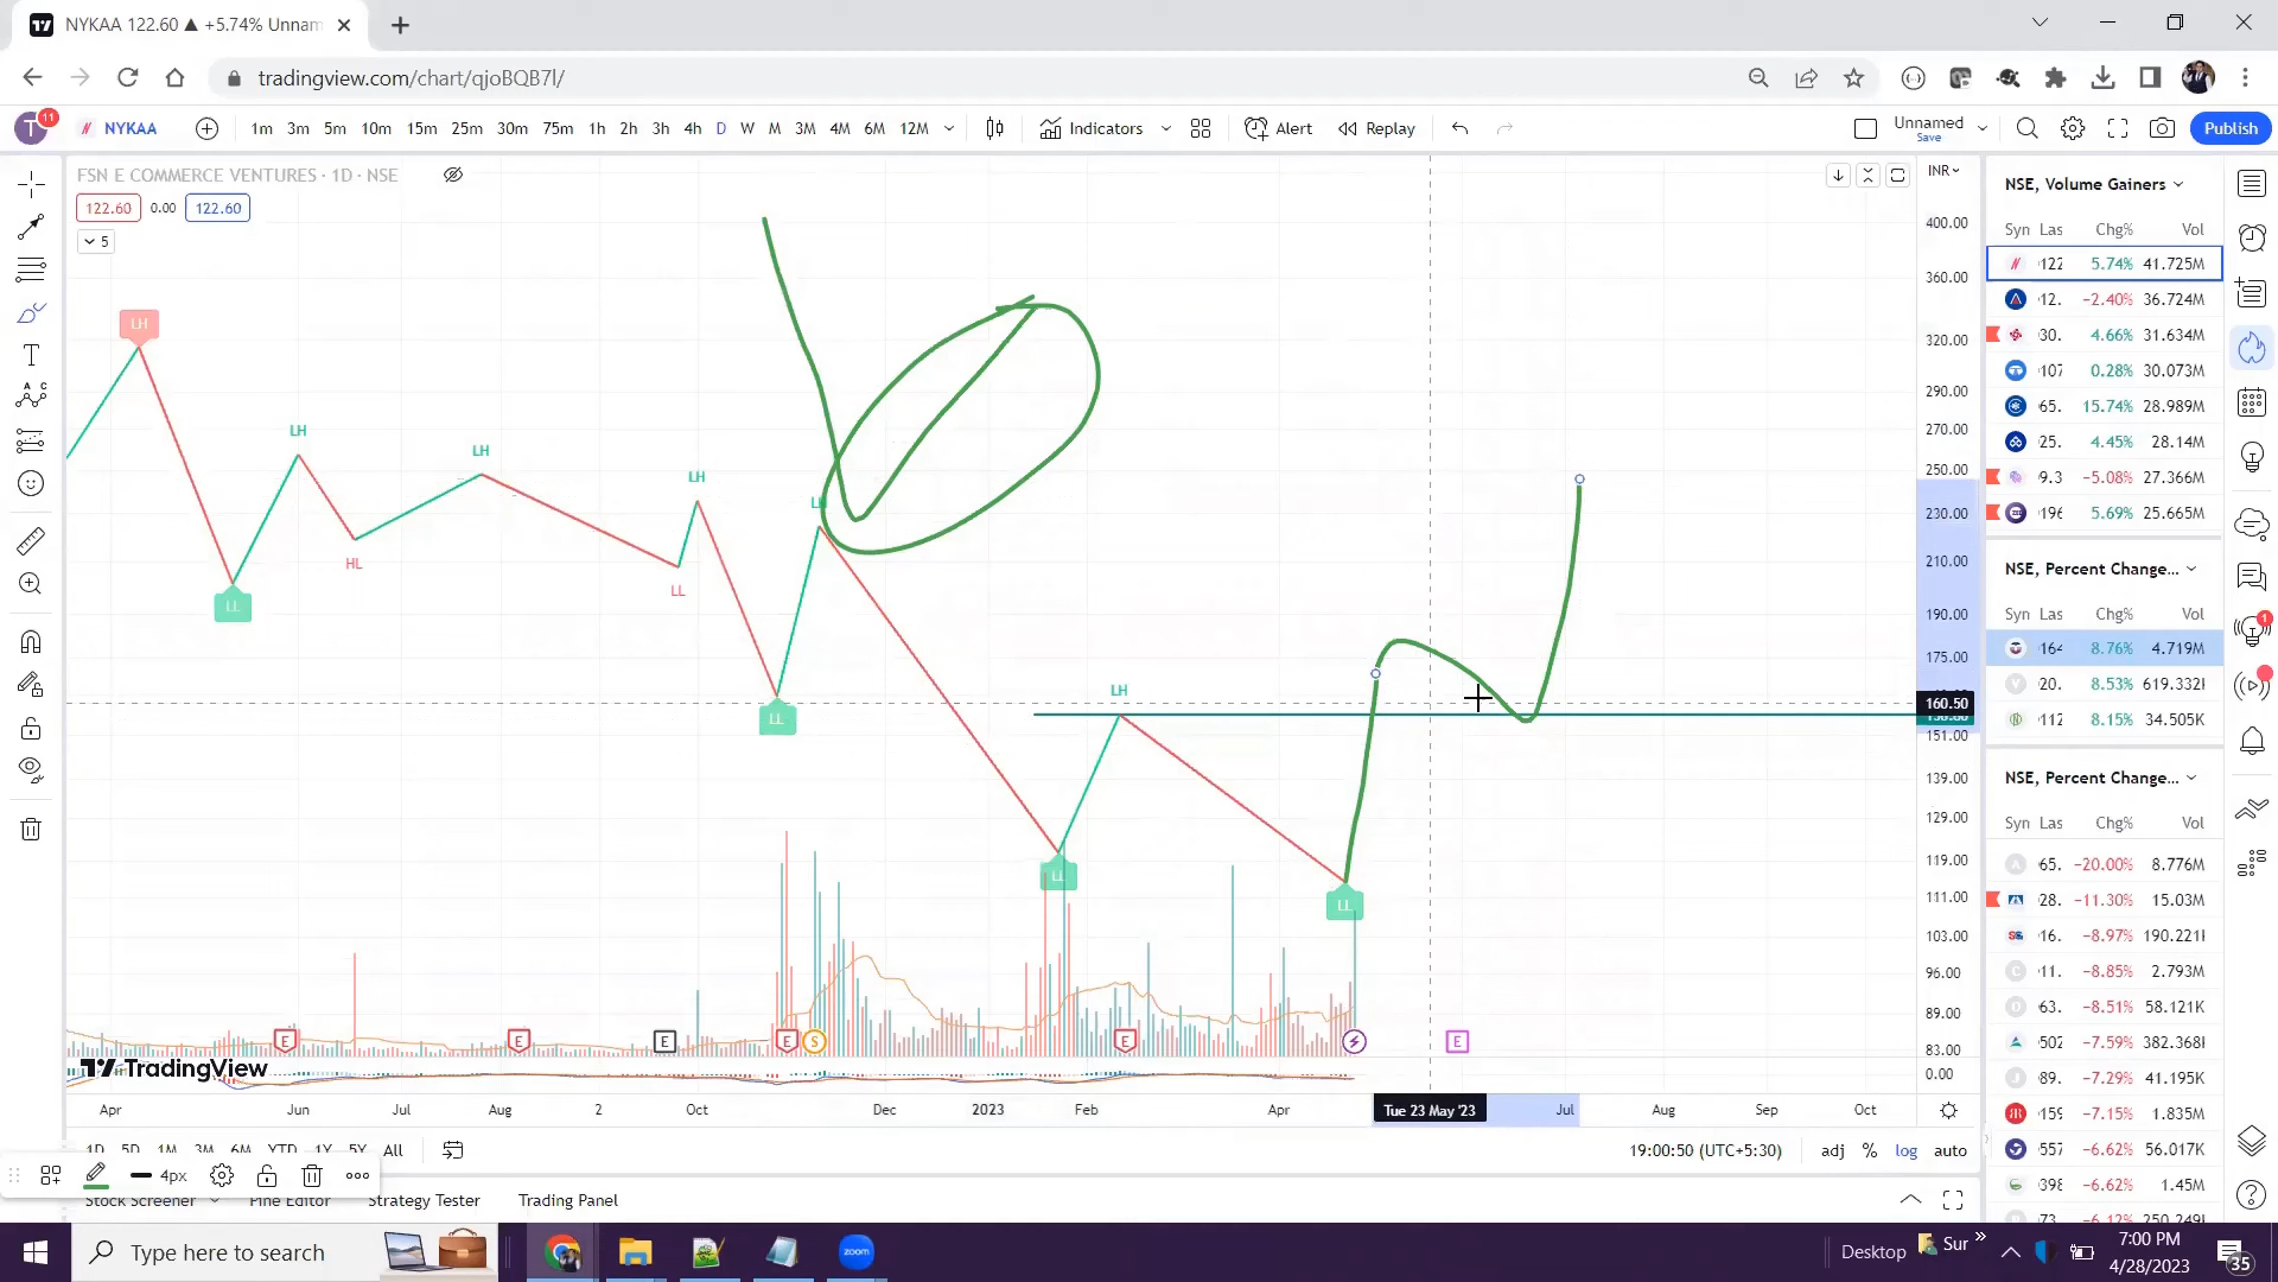 NYKAA 122.60 ▲ +5.74% Unnam
tradingview.com/chart/qjoBQB7l/
T 11 NYKAA 1m 3m 5m 10m 15m 25m 30m 75m 1h 2h 3h 4h D W M 3M 4M 6M 12M Indicators Alert Replay Unnamed Save Publish
FSN E COMMERCE VENTURES · 1D · NSE
122.60 0.00 122.60
5
INR
400.00
360.00
320.00
290.00
270.00
250.00
230.00
210.00
190.00
175.00
160.50
151.00
139.00
129.00
119.00
111.00
103.00
96.00
89.00
83.00
0.00
LH
LH
LH
LH
LH
HL
LL
LL
LL
LH
LL
LL
E E E E S E E
TradingView
Apr Jun Jul Aug 2 Oct Dec 2023 Feb Apr Tue 23 May '23 Jul Aug Sep Oct
1D 5D 1M 3M 6M YTD 1Y 5Y All
19:00:50 (UTC+5:30) adj % log auto
4px
Stock Screener Pine Editor Strategy Tester Trading Panel
NSE, Volume Gainers
Syn Las Chg% Vol
122 5.74% 41.725M
12. −2.40% 36.724M
30. 4.66% 31.634M
107 0.28% 30.073M
65. 15.74% 28.989M
25. 4.45% 28.14M
9.3 −5.08% 27.366M
196 5.69% 25.665M
NSE, Percent Change...
Syn Las Chg% Vol
164 8.76% 4.719M
20. 8.53% 619.332K
112 8.15% 34.505K
NSE, Percent Change...
Syn Las Chg% Vol
65. −20.00% 8.776M
28. −11.30% 15.03M
16. −8.97% 190.221K
11. −8.85% 2.793M
63. −8.51% 58.121K
502 −7.59% 382.368K
89. −7.29% 41.195K
159 −7.15% 1.835M
557 −6.62% 56.017K
398 −6.62% 1.45M
73. −6.12% 250.249K
Type here to search
zoom
Desktop Sur
7:00 PM
4/28/2023
35